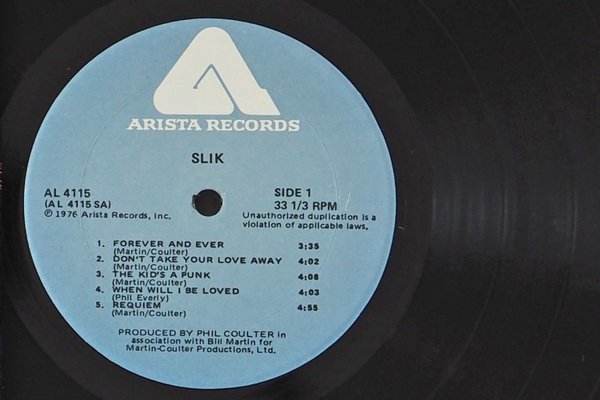 ARISTA RECORDS
SLIK
AL 4115 SIDE 1
(AL 4115 SA) 33 1/3 RPM
℗ 1976 Arista Records, Inc. Unauthorized duplication is a
violation of applicable laws.
1. FOREVER AND EVER 3:35
(Martin/Coulter)
2. DON'T TAKE YOUR LOVE AWAY 4:02
(Martin/Coulter)
3. THE KID'S A PUNK 4:08
(Martin/Coulter)
4. WHEN WILL I BE LOVED 4:03
(Phil Everly)
5. REQUIEM 4:55
(Martin/Coulter)
PRODUCED BY PHIL COULTER in
association with Bill Martin for
Martin-Coulter Productions, Ltd.